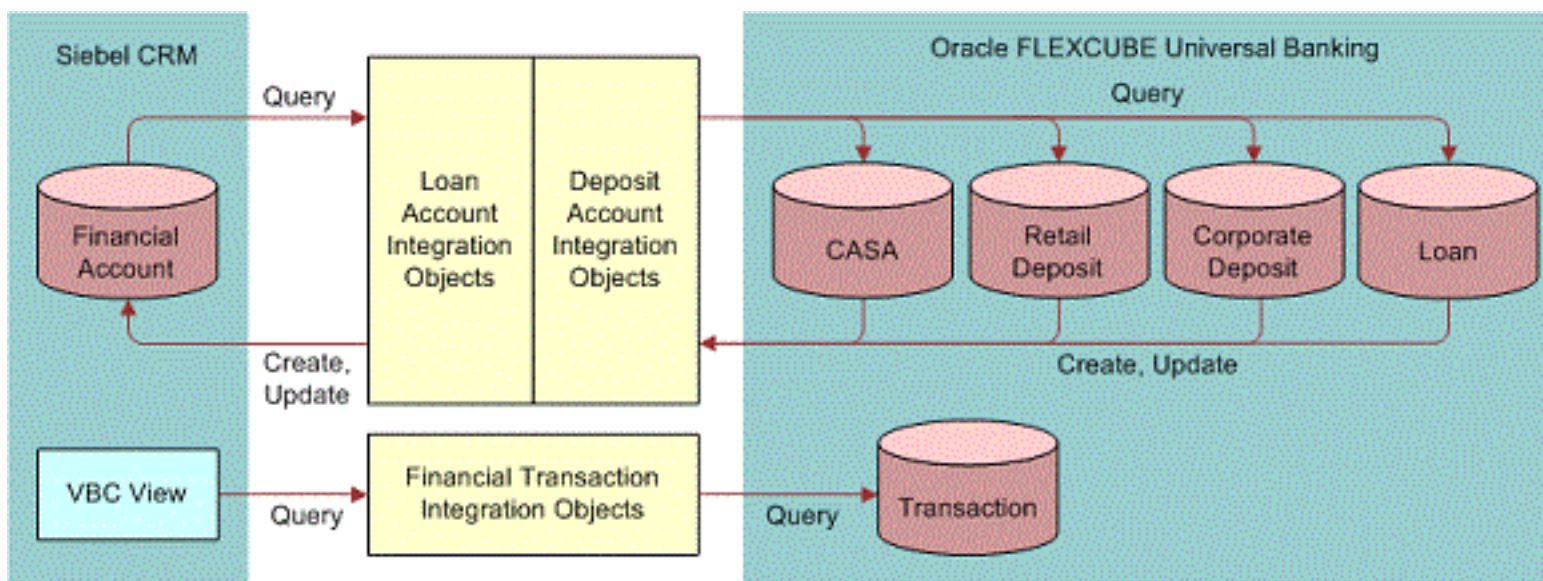 Siebel CRM
Oracle FLEXCUBE Universal Banking
Query
Query
Financial
Account
Loan
Account
Integration
Objects
Deposit
Account
Integration
Objects
CASA
Retail
Deposit
Corporate
Deposit
Loan
Create,
Update
Create, Update
VBC View
Query
Financial Transaction
Integration Objects
Query
Transaction